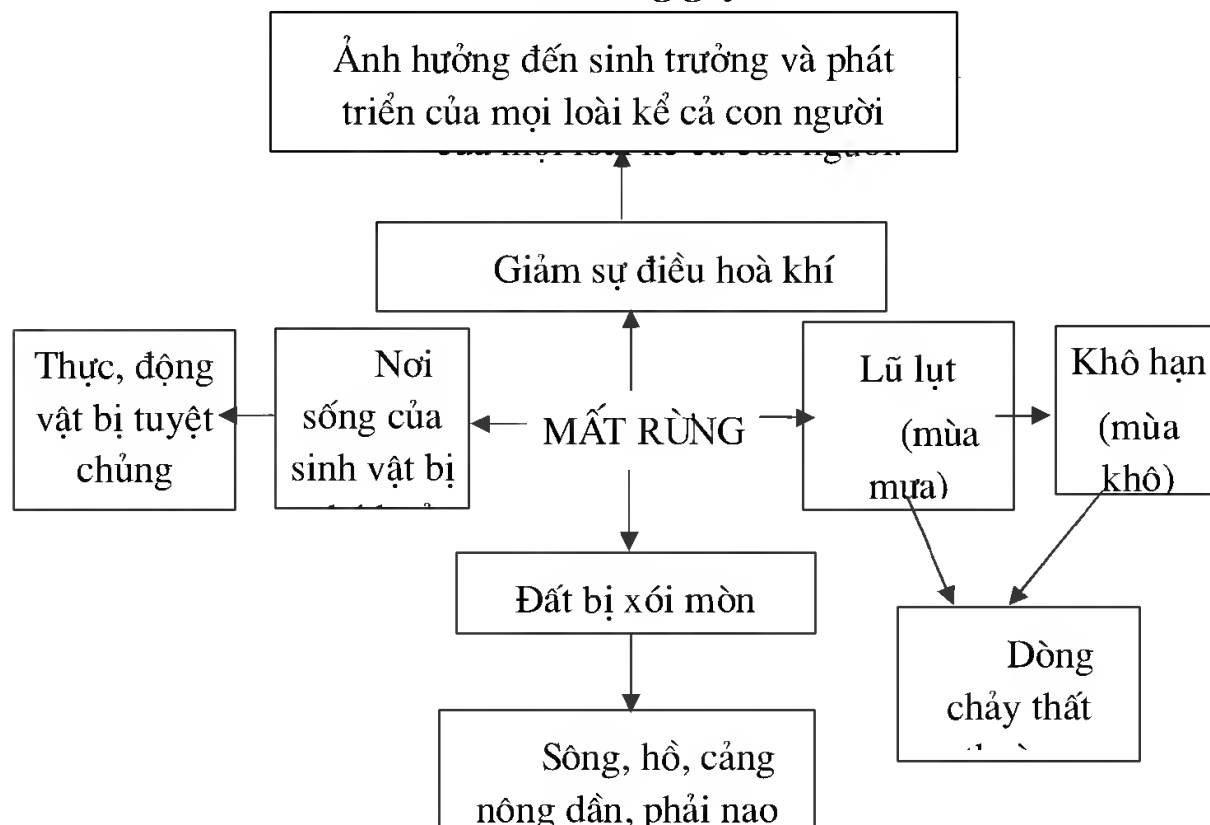 Ảnh hưởng đến sinh trưởng và phát
triển của mọi loài kể cả con người
Giảm sự điều hoà khí
Thực, động
vật bị tuyệt
chủng
Nơi
sống của
sinh vật bị
MẤT RỪNG
Lũ lụt
(mùa
mưa)
Khô hạn
(mùa
khô)
Đất bị xói mòn
Dòng
chảy thất
Sông, hồ, cảng
nông dần, phải nao